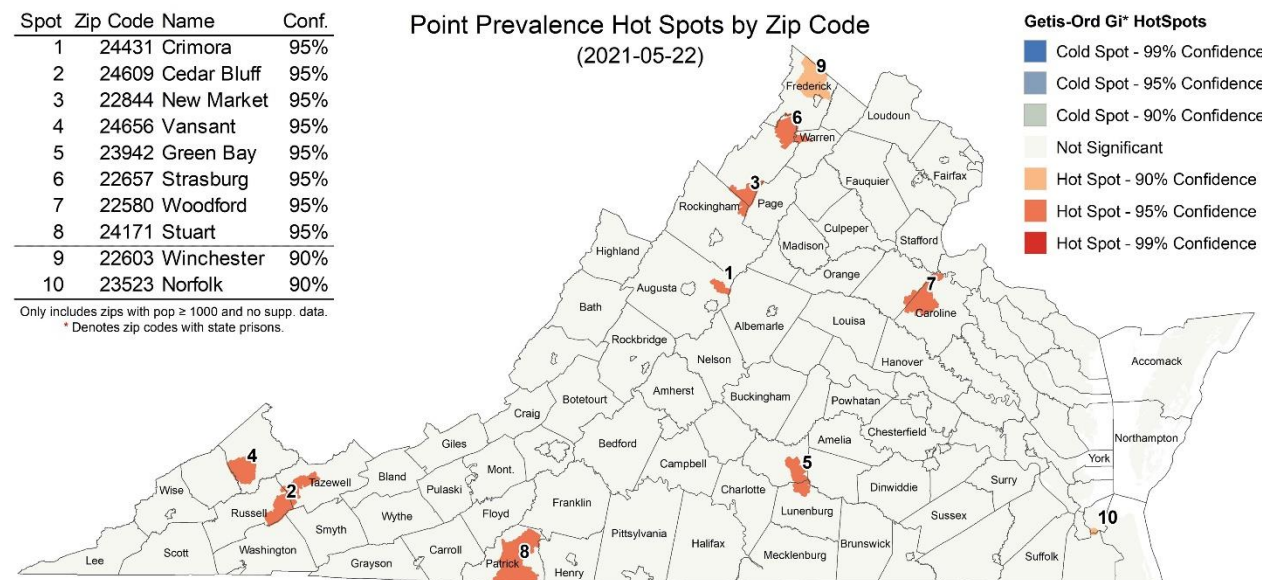 Point Prevalence Hot Spots by Zip Code
(2021-05-22)
Spot Zip Code Name Conf.
1 24431 Crimora 95%
2 24609 Cedar Bluff 95%
3 22844 New Market 95%
4 24656 Vansant 95%
5 23942 Green Bay 95%
6 22657 Strasburg 95%
7 22580 Woodford 95%
8 24171 Stuart 95%
9 22603 Winchester 90%
10 23523 Norfolk 90%
Only includes zips with pop ≥ 1000 and no supp. data.
* Denotes zip codes with state prisons.
Getis-Ord Gi* HotSpots
Cold Spot - 99% Confidence
Cold Spot - 95% Confidence
Cold Spot - 90% Confidence
Not Significant
Hot Spot - 90% Confidence
Hot Spot - 95% Confidence
Hot Spot - 99% Confidence
9
Frederick
6
Warren
Loudoun
Fairfax
Fauquier
3
Rockingham
Page
Culpeper
Madison
Stafford
Highland
Orange
1
Augusta
7
Caroline
Bath
Albemarle
Louisa
Rockbridge
Nelson
Hanover
Accomack
Amherst
Buckingham
Powhatan
Botetourt
Craig
Chesterfield
Amelia
Giles
Bedford
Northampton
4
Campbell
5
York
Wise
2
Tazewell
Bland
Mont.
Pulaski
Charlotte
Dinwiddie
Surry
Russell
Wythe
Floyd
Franklin
Lunenburg
Sussex
10
Smyth
Pittsylvania
Halifax
Lee
Scott
Washington
Grayson
Carroll
8
Patrick
Henry
Mecklenburg
Brunswick
Suffolk